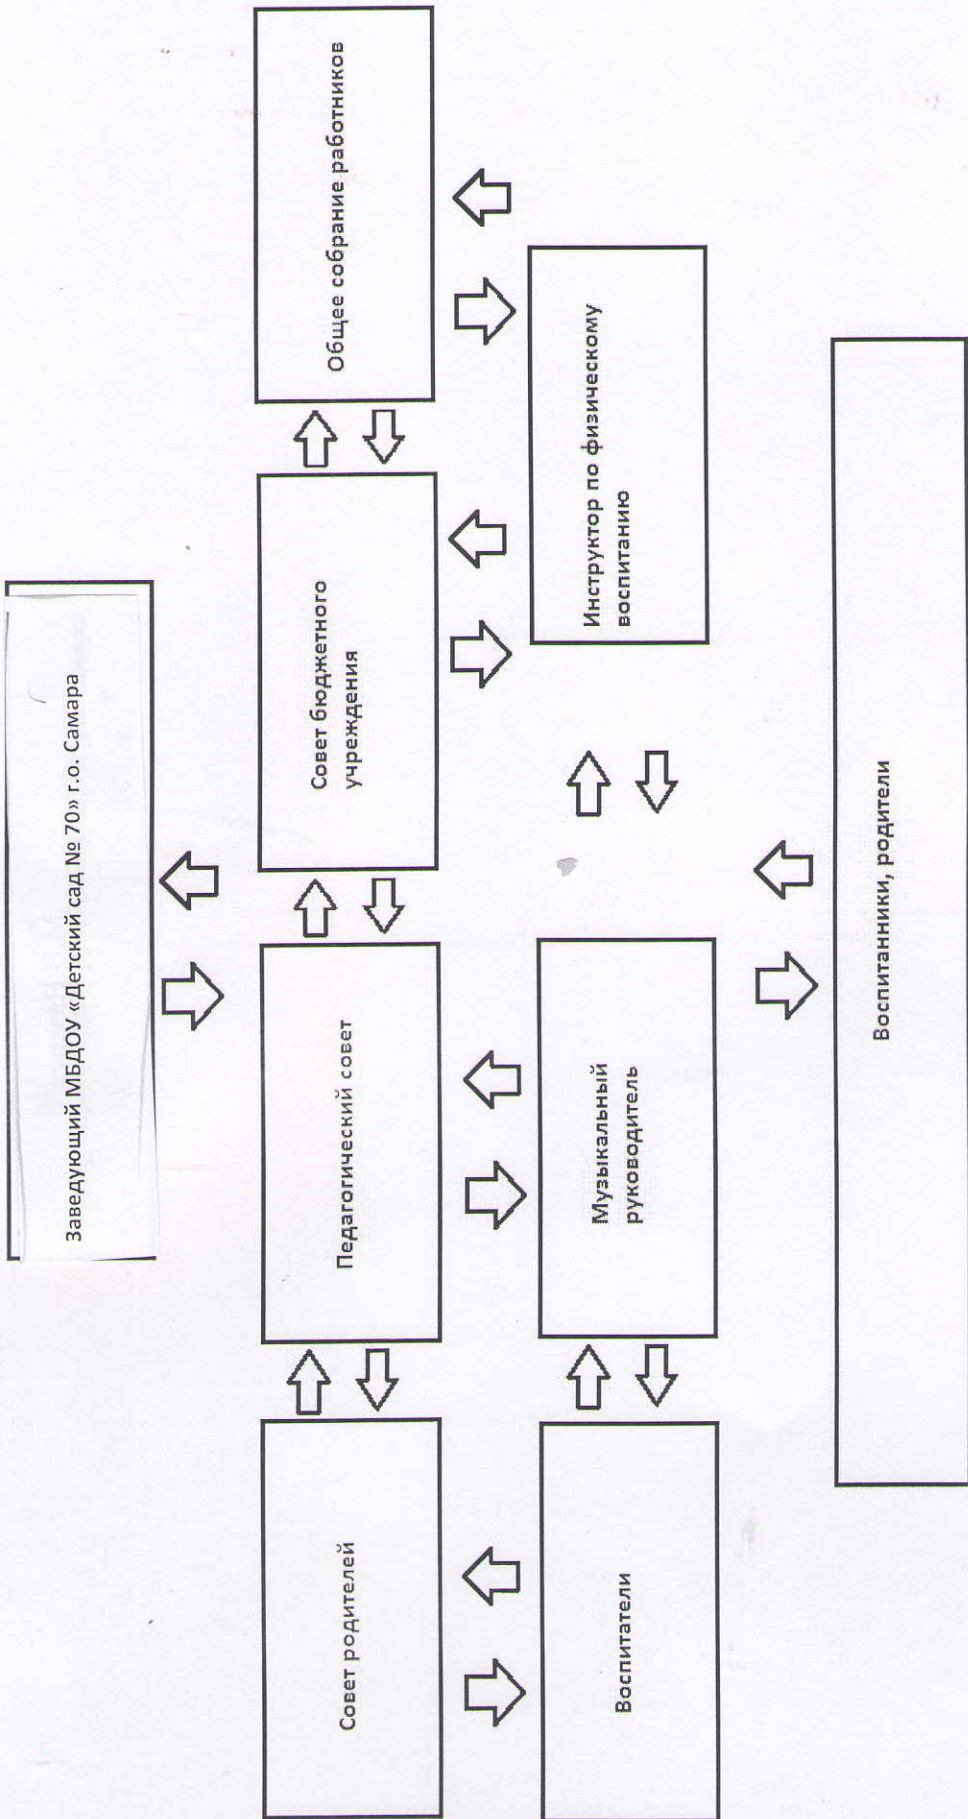 Заведующий МБДОУ «Детский сад № 70» г.о. Самара
Совет родителей
Педагогический совет
Совет бюджетного
учреждения
Общее собрание работников
Воспитатели
Музыкальный
руководитель
Инструктор по физическому
воспитанию
Воспитанники, родители